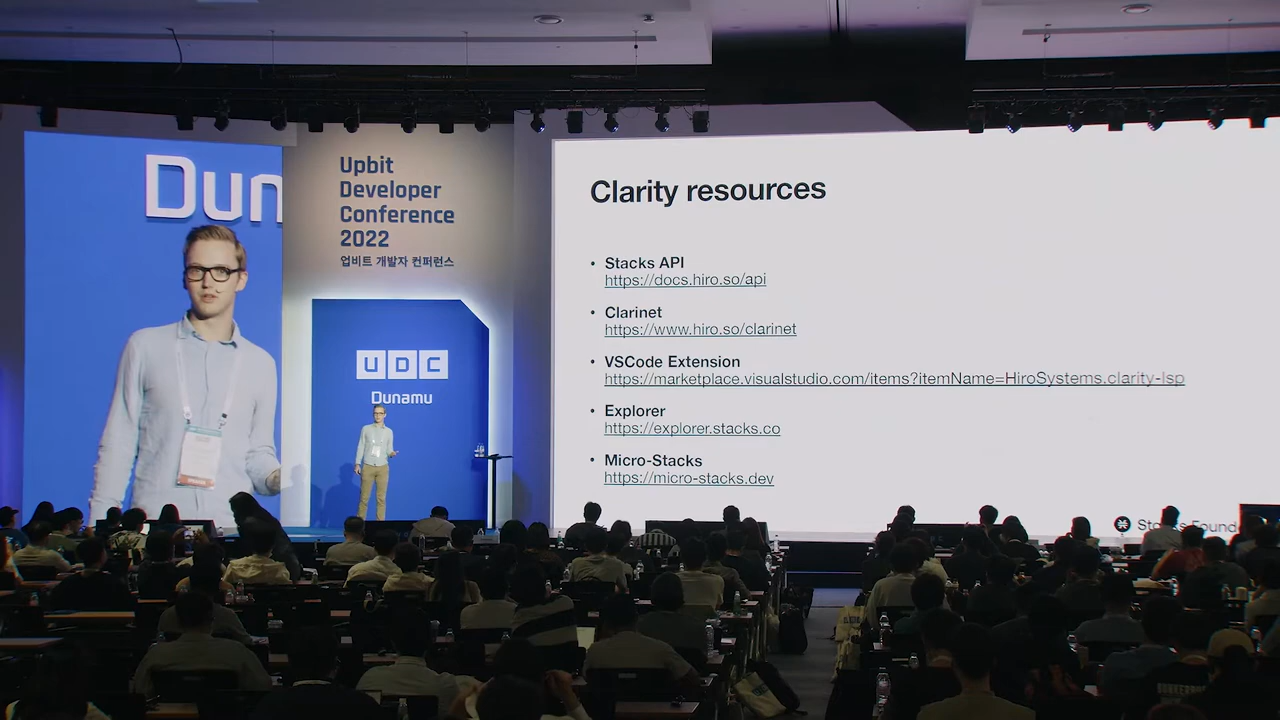 Dun
Upbit
Developer
Conference
2022
업비트 개발자 컨퍼런스
UDC
Dunamu
Clarity resources
• Stacks API
https://docs.hiro.so/api
• Clarinet
https://www.hiro.so/clarinet
• VSCode Extension
https://marketplace.visualstudio.com/items?itemName=HiroSystems.clarity-lsp
• Explorer
https://explorer.stacks.co
• Micro-Stacks
https://micro-stacks.dev